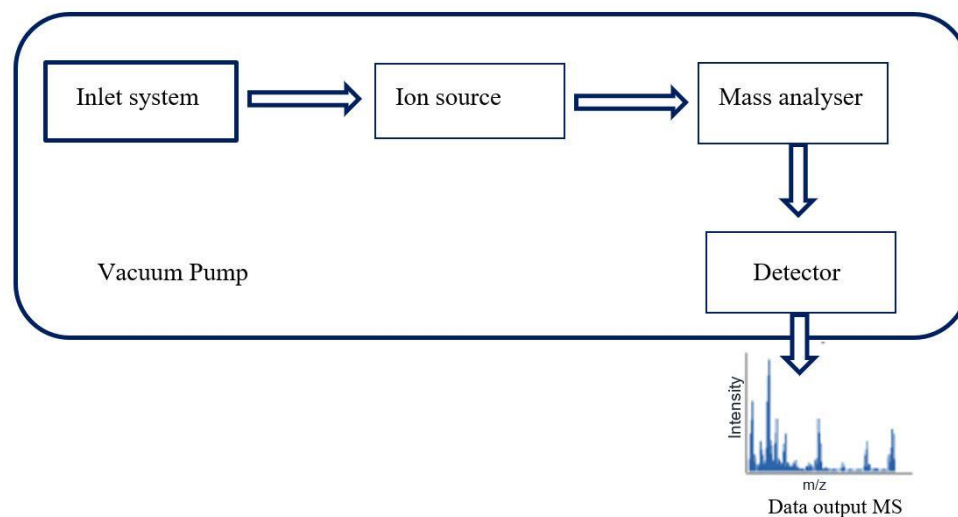 Inlet system
Ion source
Mass analyser
Vacuum Pump
Detector
Intensity
m/z
Data output MS